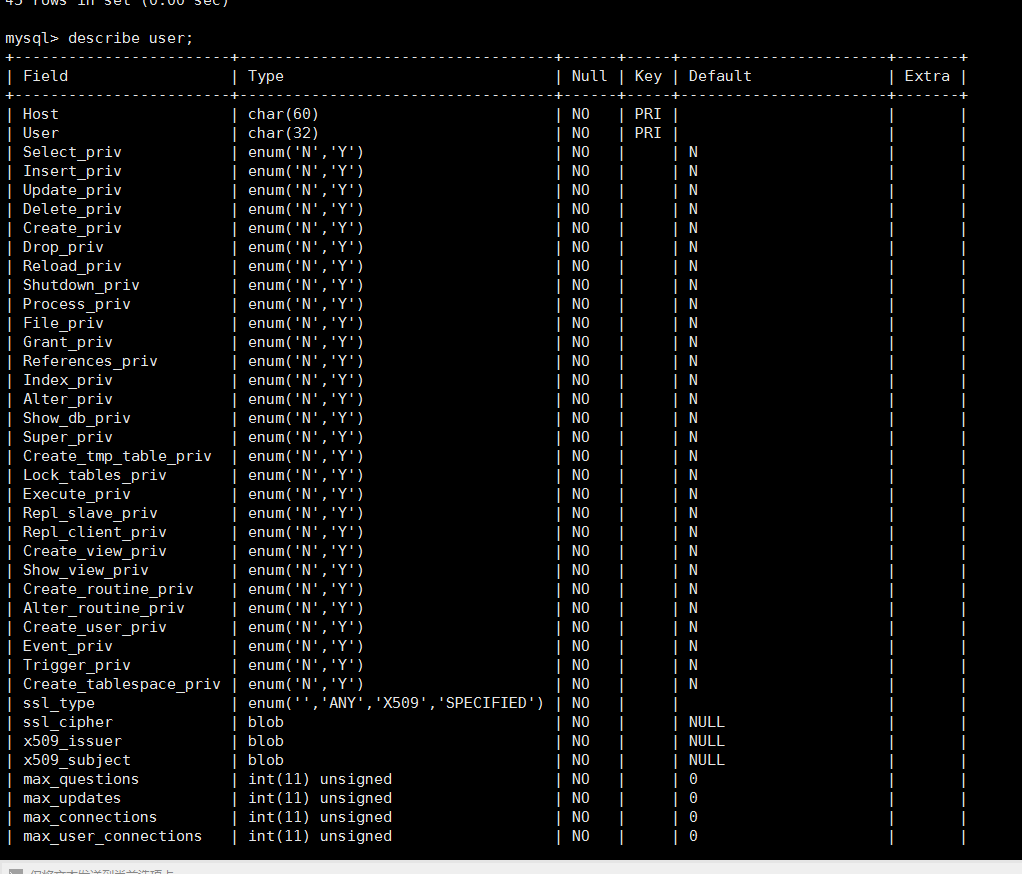 45 rows in set (0.00 sec)
mysql> describe user;
+------------------------+-----------------------------------+------+-----+-----------------------+-------+
| Field                  | Type                              | Null | Key | Default               | Extra |
+------------------------+-----------------------------------+------+-----+-----------------------+-------+
| Host                   | char(60)                          | NO   | PRI |                       |       |
| User                   | char(32)                          | NO   | PRI |                       |       |
| Select_priv            | enum('N','Y')                     | NO   |     | N                     |       |
| Insert_priv            | enum('N','Y')                     | NO   |     | N                     |       |
| Update_priv            | enum('N','Y')                     | NO   |     | N                     |       |
| Delete_priv            | enum('N','Y')                     | NO   |     | N                     |       |
| Create_priv            | enum('N','Y')                     | NO   |     | N                     |       |
| Drop_priv              | enum('N','Y')                     | NO   |     | N                     |       |
| Reload_priv            | enum('N','Y')                     | NO   |     | N                     |       |
| Shutdown_priv          | enum('N','Y')                     | NO   |     | N                     |       |
| Process_priv           | enum('N','Y')                     | NO   |     | N                     |       |
| File_priv              | enum('N','Y')                     | NO   |     | N                     |       |
| Grant_priv             | enum('N','Y')                     | NO   |     | N                     |       |
| References_priv        | enum('N','Y')                     | NO   |     | N                     |       |
| Index_priv             | enum('N','Y')                     | NO   |     | N                     |       |
| Alter_priv             | enum('N','Y')                     | NO   |     | N                     |       |
| Show_db_priv           | enum('N','Y')                     | NO   |     | N                     |       |
| Super_priv             | enum('N','Y')                     | NO   |     | N                     |       |
| Create_tmp_table_priv  | enum('N','Y')                     | NO   |     | N                     |       |
| Lock_tables_priv       | enum('N','Y')                     | NO   |     | N                     |       |
| Execute_priv           | enum('N','Y')                     | NO   |     | N                     |       |
| Repl_slave_priv        | enum('N','Y')                     | NO   |     | N                     |       |
| Repl_client_priv       | enum('N','Y')                     | NO   |     | N                     |       |
| Create_view_priv       | enum('N','Y')                     | NO   |     | N                     |       |
| Show_view_priv         | enum('N','Y')                     | NO   |     | N                     |       |
| Create_routine_priv    | enum('N','Y')                     | NO   |     | N                     |       |
| Alter_routine_priv     | enum('N','Y')                     | NO   |     | N                     |       |
| Create_user_priv       | enum('N','Y')                     | NO   |     | N                     |       |
| Event_priv             | enum('N','Y')                     | NO   |     | N                     |       |
| Trigger_priv           | enum('N','Y')                     | NO   |     | N                     |       |
| Create_tablespace_priv | enum('N','Y')                     | NO   |     | N                     |       |
| ssl_type               | enum('','ANY','X509','SPECIFIED') | NO   |     |                       |       |
| ssl_cipher             | blob                              | NO   |     | NULL                  |       |
| x509_issuer            | blob                              | NO   |     | NULL                  |       |
| x509_subject           | blob                              | NO   |     | NULL                  |       |
| max_questions          | int(11) unsigned                  | NO   |     | 0                     |       |
| max_updates            | int(11) unsigned                  | NO   |     | 0                     |       |
| max_connections        | int(11) unsigned                  | NO   |     | 0                     |       |
| max_user_connections   | int(11) unsigned                  | NO   |     | 0                     |       |